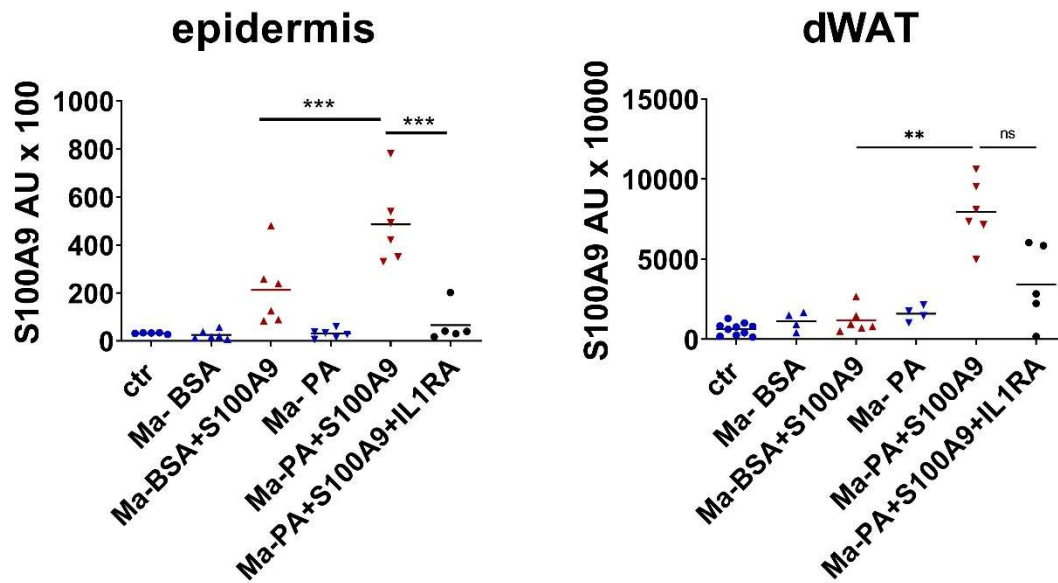 epidermis
S100A9 AU x 100
1000
800
600
400
200
0
***
***
ctr
Ma- BSA
Ma-BSA+S100A9
Ma- PA
Ma-PA+S100A9
Ma-PA+S100A9+IL1RA
dWAT
S100A9 AU x 10000
15000
10000
5000
0
**
ns
ctr
Ma- BSA
Ma-BSA+S100A9
Ma- PA
Ma-PA+S100A9
Ma-PA+S100A9+IL1RA